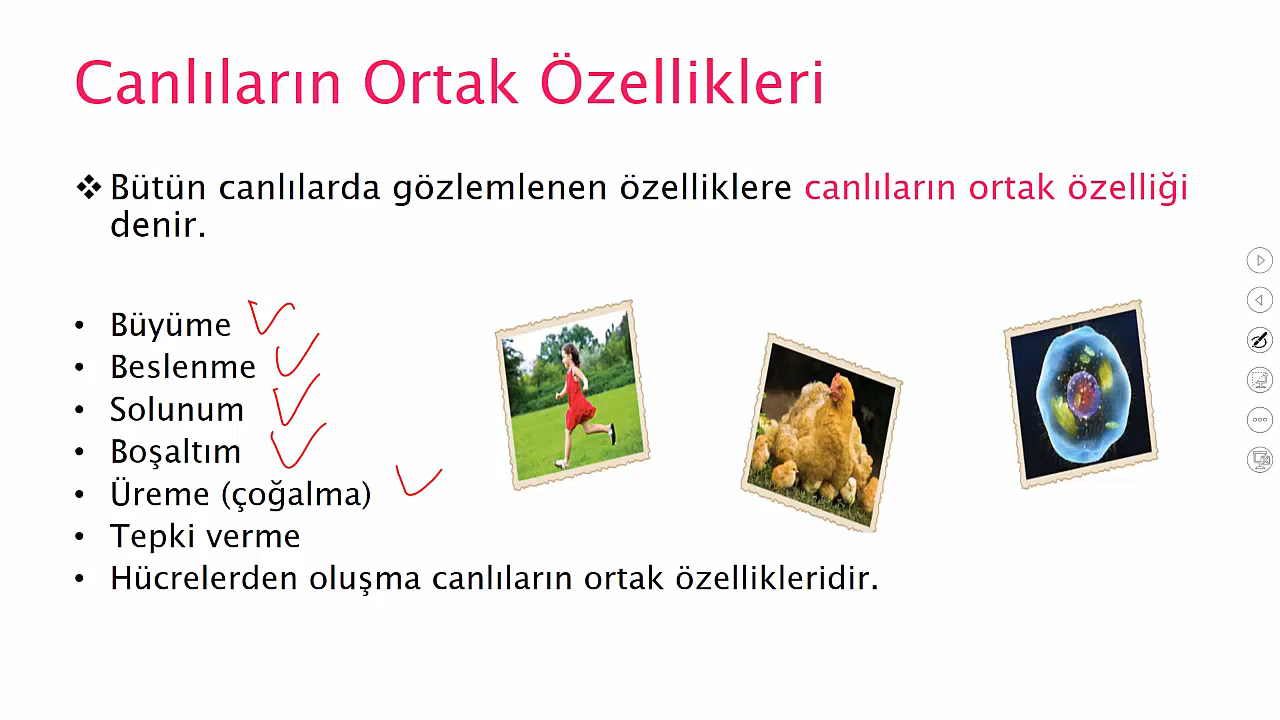 Canlıların Ortak Özellikleri
❖ Bütün canlılarda gözlemlenen özelliklere canlıların ortak özelliği
denir.
• Büyüme
• Beslenme
• Solunum
• Boşaltım
• Üreme (çoğalma)
• Tepki verme
• Hücrelerden oluşma canlıların ortak özellikleridir.